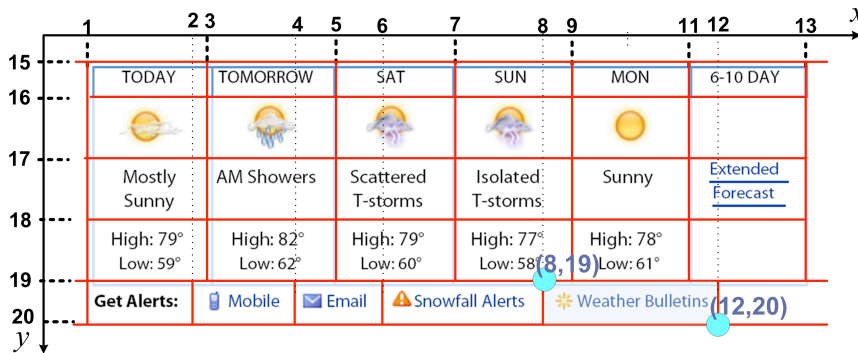 x
1 2 3 4 5 6 7 8 9 11 12 13
15 TODAY TOMORROW SAT SUN MON 6-10 DAY
16
17
Mostly Sunny AM Showers Scattered T-storms Isolated T-storms Sunny Extended Forecast
18
High: 79° High: 82° High: 79° High: 77° High: 78°
Low: 59° Low: 62° Low: 60° Low: 58° Low: 61°
(8,19)
19
Get Alerts: Mobile Email Snowfall Alerts Weather Bulletins
(12,20)
20
y